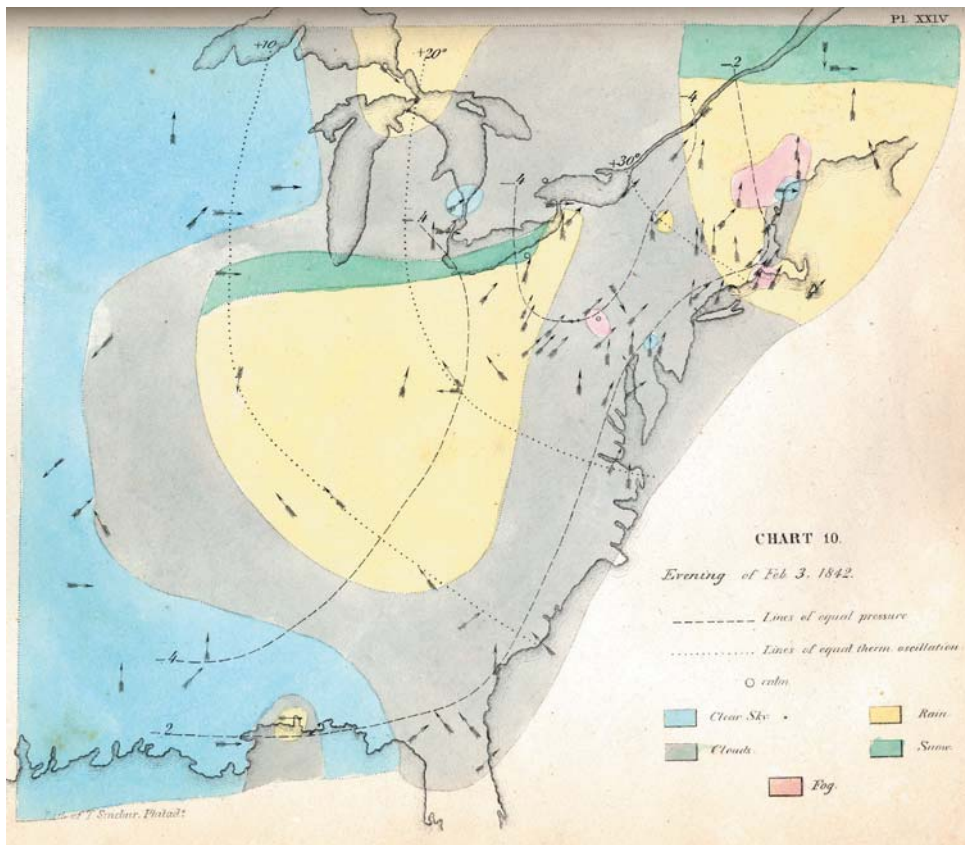 Pl. XXIV
+10
+20°
-2
-4
+30°
-4
-4
-4
-2
CHART 10.
Evening of Feb 3. 1842.
Lines of equal pressure
Lines of equal therm. oscillation
calm
Clear Sky.
Rain
Clouds
Snow
Fog.
of T. Sinclair. Philad^a.